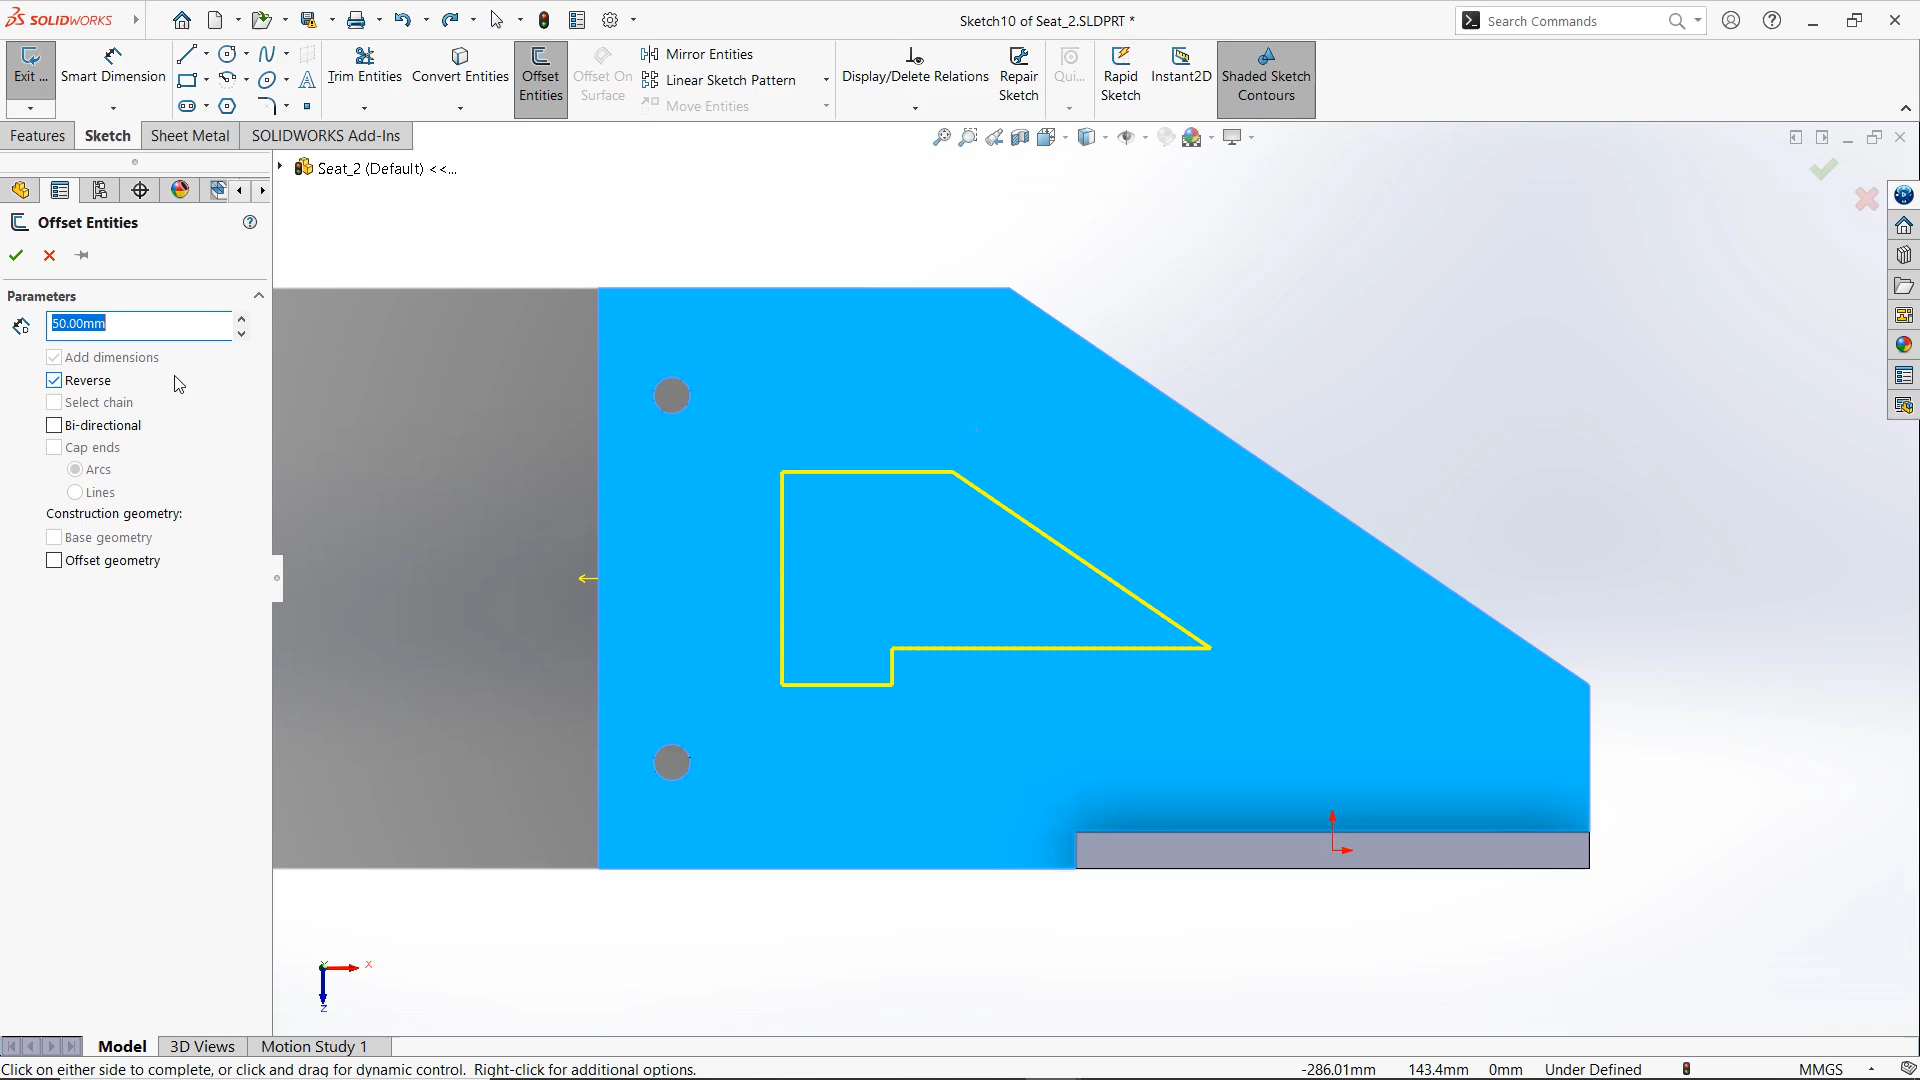 SOLIDWORKS
Sketch10 of Seat_2.SLDPRT *
Search Commands
Exit ...
Smart Dimension
Trim Entities
Convert Entities
Offset
Entities
Offset On
Surface
Mirror Entities
Linear Sketch Pattern
Move Entities
Display/Delete Relations
Repair
Sketch
Qui...
Rapid
Sketch
Instant2D
Shaded Sketch
Contours
Features
Sketch
Sheet Metal
SOLIDWORKS Add-Ins
Seat_2 (Default) <<...
Offset Entities
Parameters
50.00mm
Add dimensions
Reverse
Select chain
Bi-directional
Cap ends
Arcs
Lines
Construction geometry:
Base geometry
Offset geometry
Y
X
Z
Model
3D Views
Motion Study 1
Click on either side to complete, or click and drag for dynamic control. Right-click for additional options.
-286.01mm
143.4mm
0mm
Under Defined
MMGS